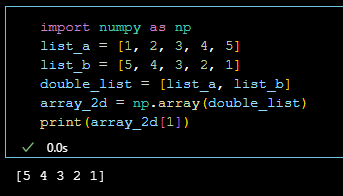 import numpy as np
list_a = [1, 2, 3, 4, 5]
list_b = [5, 4, 3, 2, 1]
double_list = [list_a, list_b]
array_2d = np.array(double_list)
print(array_2d[1])
✓ 0.0s
[5 4 3 2 1]